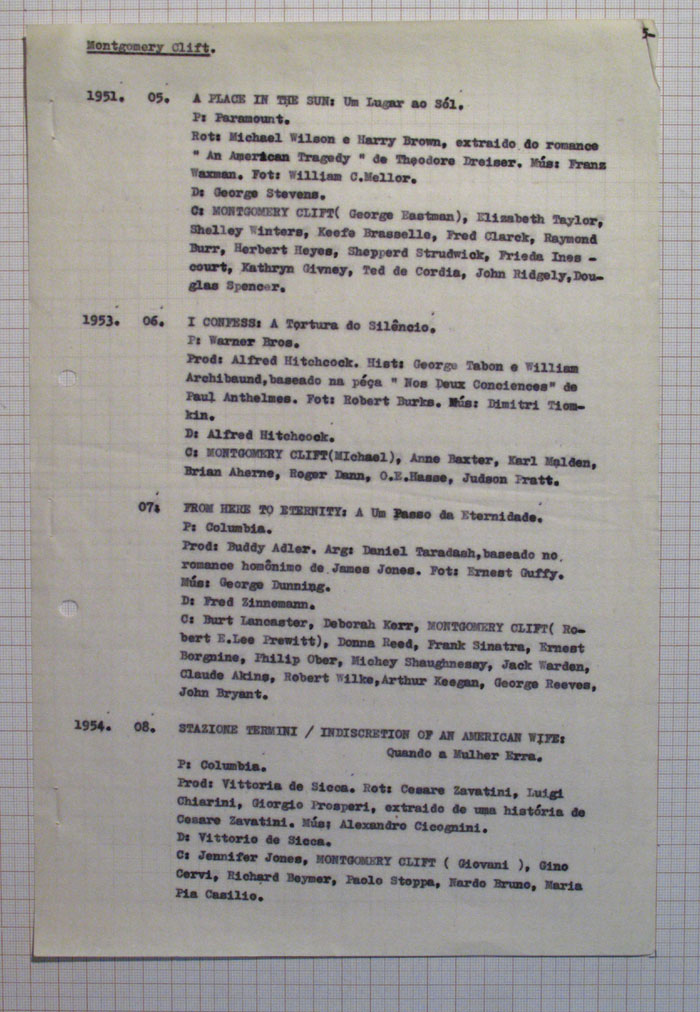 3-
Montgomery Clift.
1951. 05. A PLACE IN THE SUN: Um Lugar ao Sól.
P: Paramount.
Rot: Michael Wilson e Harry Brown, extraido do romance
" An American Tragedy " de Theodore Dreiser. Mús: Franz
Waxman. Fot: William C.Mellor.
D: George Stevens.
C: MONTGOMERY CLIFT( George Eastman), Elizabeth Taylor,
Shelley Winters, Keefe Brasselle, Fred Clarck, Raymond
Burr, Herbert Heyes, Shepperd Strudwick, Frieda Ines -
court, Kathryn Givney, Ted de Cordia, John Ridgely,Dou-
glas Spencer.
1953. 06. I CONFESS: A Tortura do Silêncio.
P: Warner Bros.
Prod: Alfred Hitchcock. Hist: George Tabon e William
Archibaund,baseado na péça " Nos Deux Conciences" de
Paul Anthelmes. Fot: Robert Burks. Mús: Dimitri Tiom-
kin.
D: Alfred Hitchcock.
C: MONTGOMERY CLIFT(MIchael), Anne Baxter, Karl Malden,
Brian Aherne, Roger Dann, O.E.Hasse, Judson Pratt.
07: FROM HERE TO ETERNITY: A Um Passo da Eternidade.
P: Columbia.
Prod: Buddy Adler. Arg: Daniel Taradash,baseado no
romance homônimo de James Jones. Fot: Ernest Guffy.
Mús: George Dunning.
D: Fred Zinnemann.
C: Burt Lancaster, Deborah Kerr, MONTGOMERY CLIFT( Ro-
bert E.Lee Prewitt), Donna Reed, Frank Sinatra, Ernest
Borgnine, Philip Ober, Michey Shaughnessy, Jack Warden,
Claude Akins, Robert Wilke,Arthur Keegan, George Reeves,
John Bryant.
1954. 08. STAZIONE TERMINI / INDISCRETION OF AN AMERICAN WIFE:
Quando a Mulher Erra.
P: Columbia.
Prod: Vittoria de Sicca. Rot: Cesare Zavatini, Luigi
Chiarini, Giorgio Prosperi, extraido de uma história de
Cesare Zavatini. Mús: Alexandro Cicognini.
D: Vittorio de Sicca.
C: Jennifer Jones, MONTGOMERY CLIFT ( Giovani ), Gino
Cervi, Richard Beymer, Paolo Stoppa, Nardo Bruno, Maria
Pia Casilio.